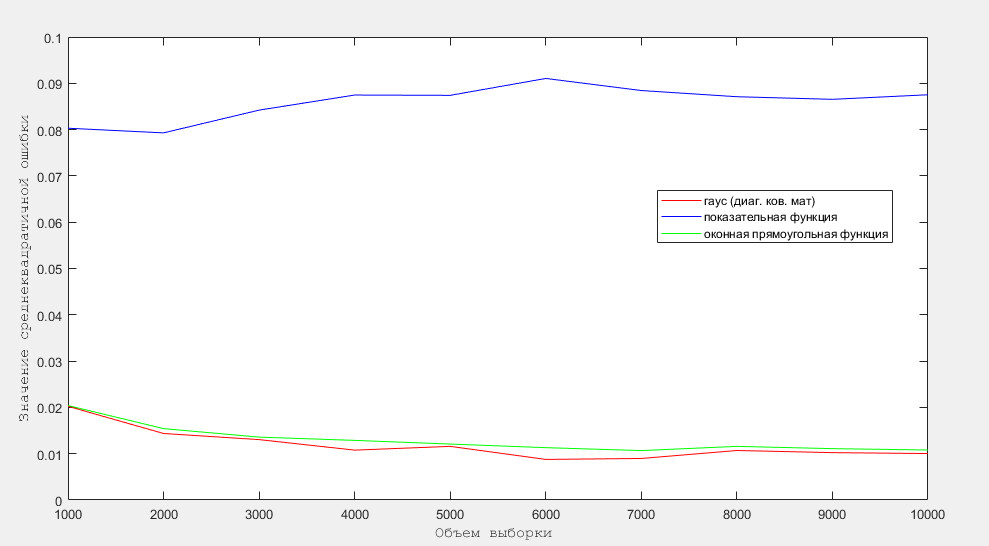 0.1
0.09
0.08
0.07
0.06
0.05
0.04
0.03
0.02
0.01
0
Значение среднеквадратичной ошибки
гаус (диаг. ков. мат)
показательная функция
оконная прямоугольная функция
1000 2000 3000 4000 5000 6000 7000 8000 9000 10000
Объем выборки